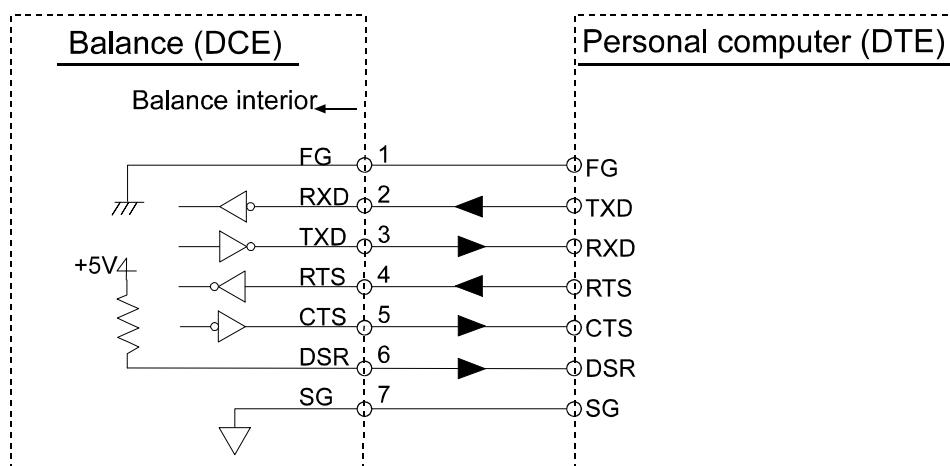 Balance (DCE) Personal computer (DTE)
Balance interior
FG 1 FG
RXD 2 TXD
TXD 3 RXD
+5V RTS 4 RTS
CTS 5 CTS
DSR 6 DSR
SG 7 SG